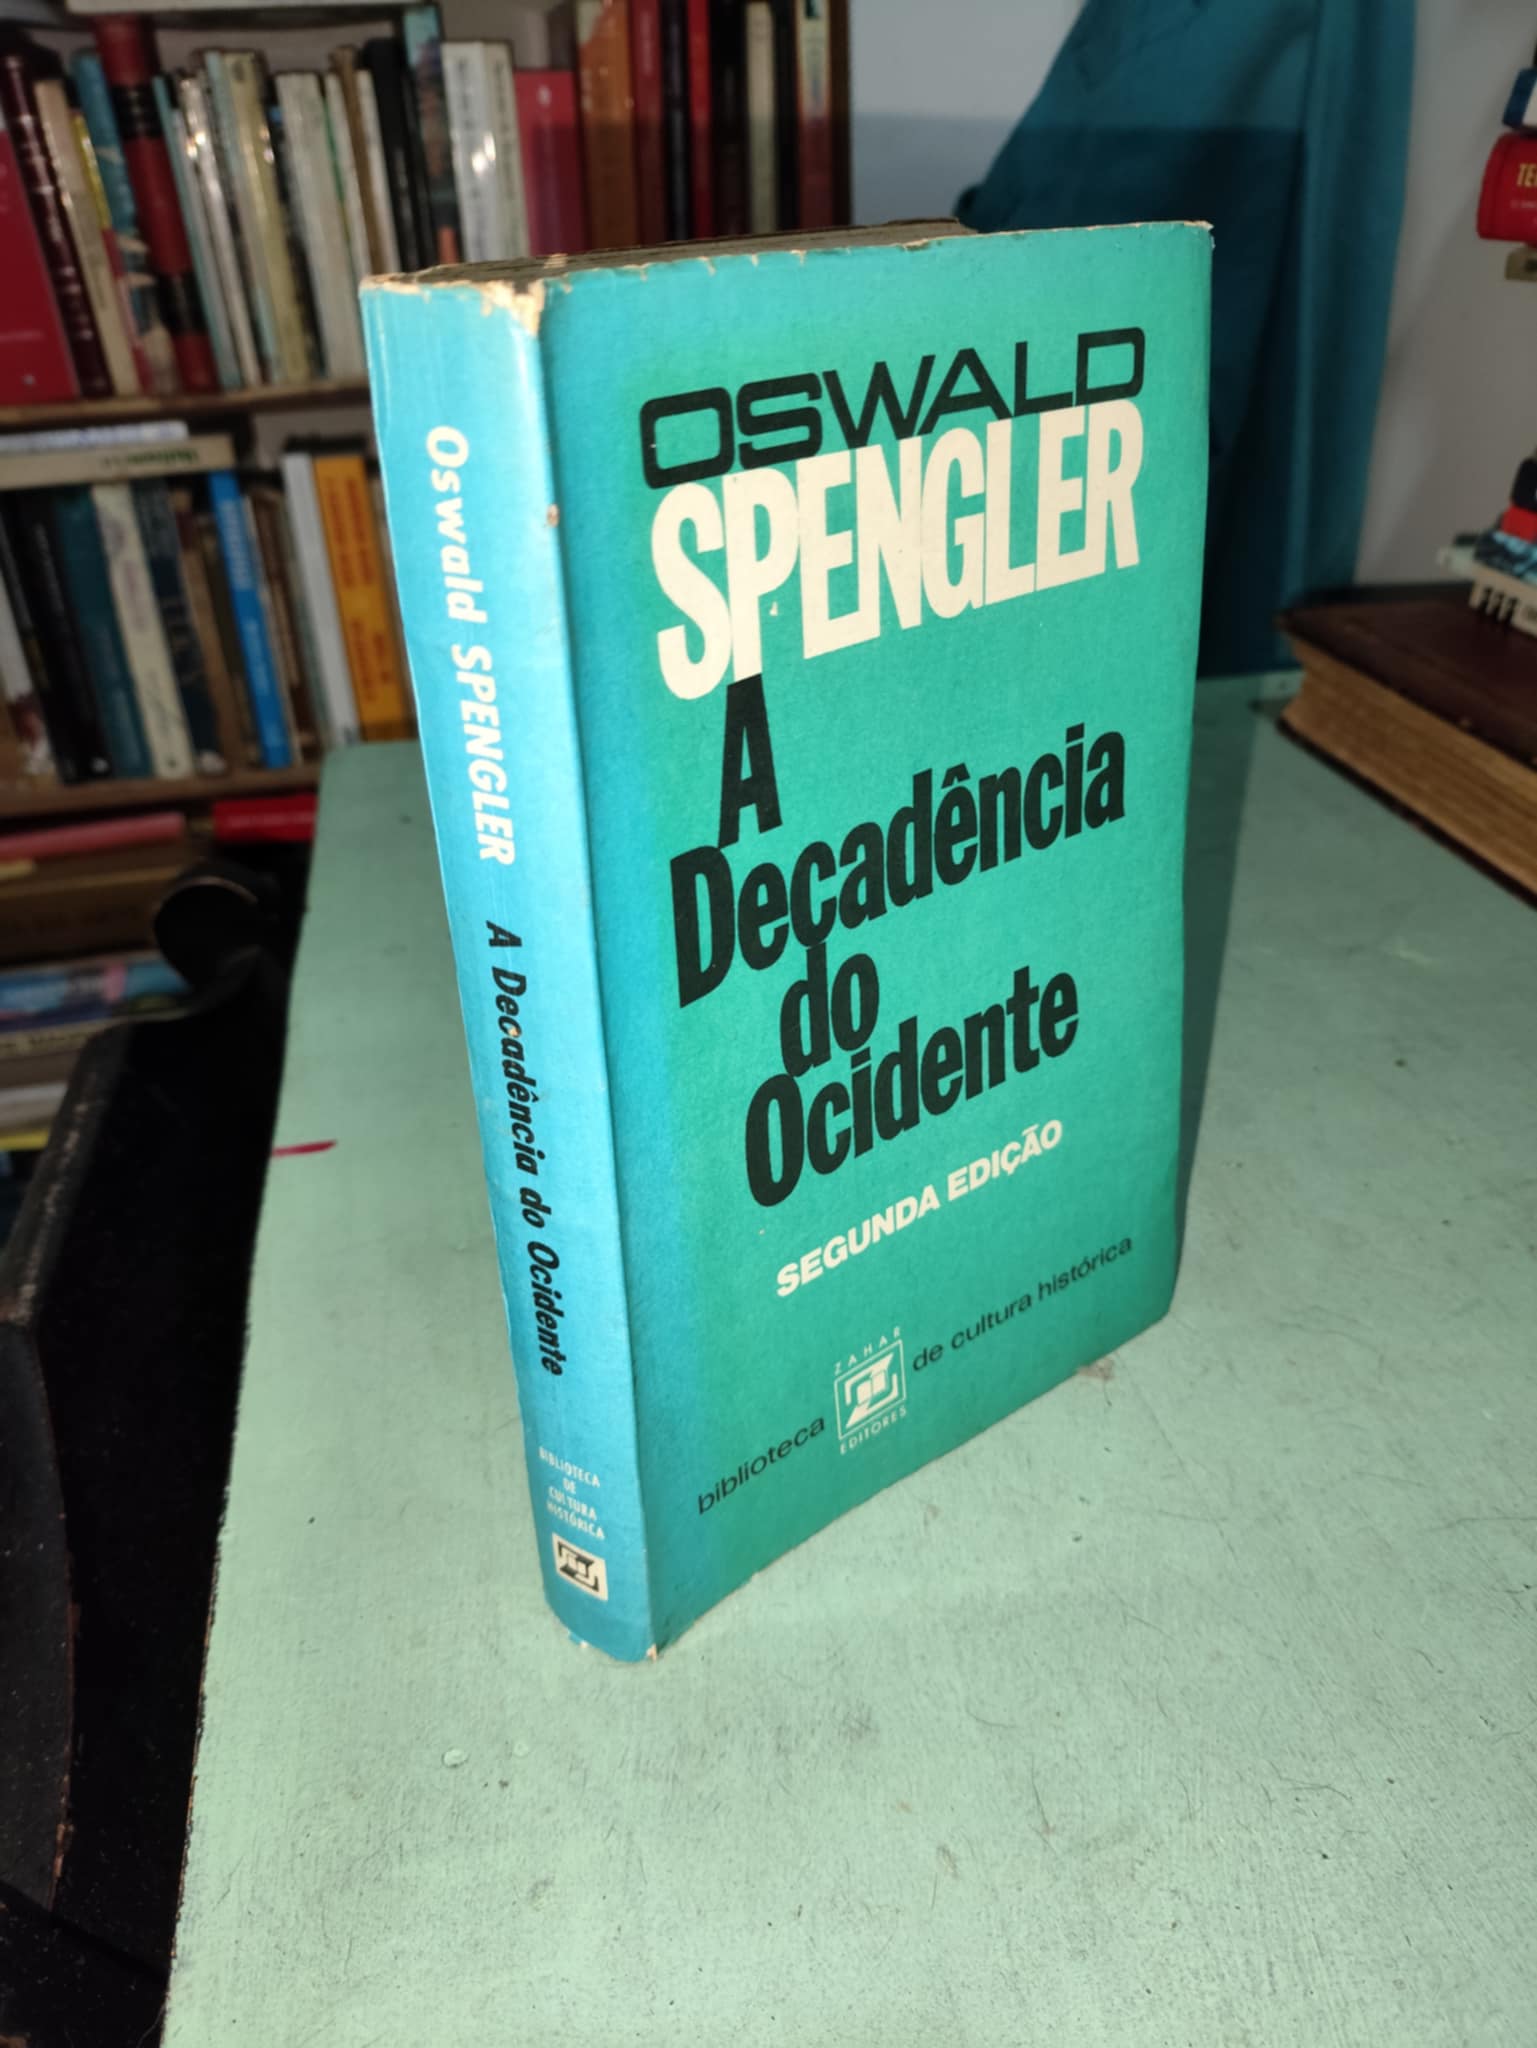 OSWALD
SPENGLER
A
Decadência
do
Ocidente
SEGUNDA EDIÇÃO
biblioteca
ZAHAR
EDITORES
de cultura histórica
Oswald SPENGLER A Decadência do Ocidente
BIBLIOTECA
DE
CULTURA
HISTÓRICA